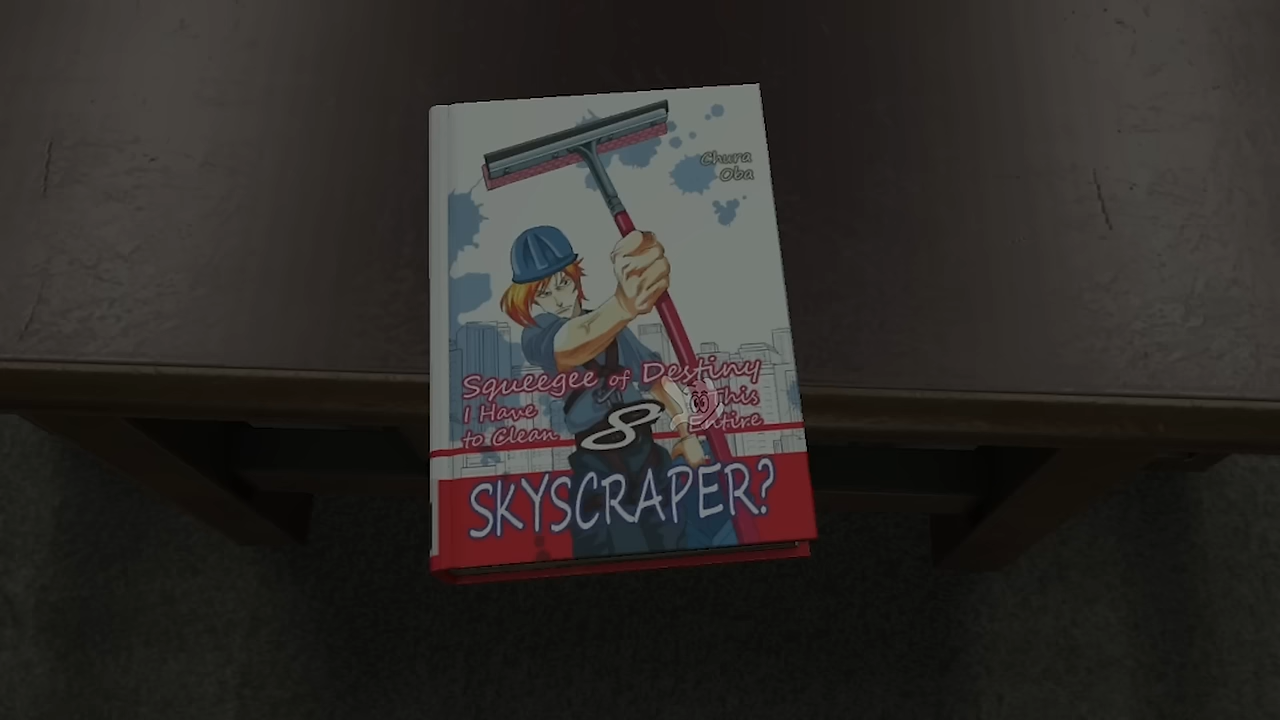 Chura
Oba
Squeegee of Destiny
I Have This
to Clean 8 Entire
SKYSCRAPER?